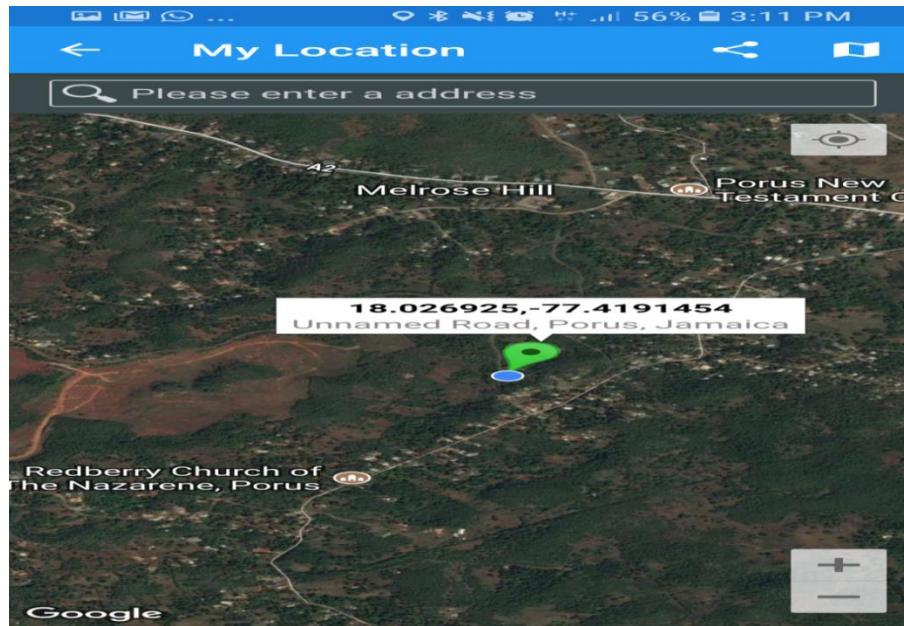 ... H+ 56% 3:11 PM
My Location
Please enter a address
A2
Melrose Hill
Porus New
Testament C
18.026925,-77.4191454
Unnamed Road, Porus, Jamaica
Redberry Church of
The Nazarene, Porus
+
−
Google